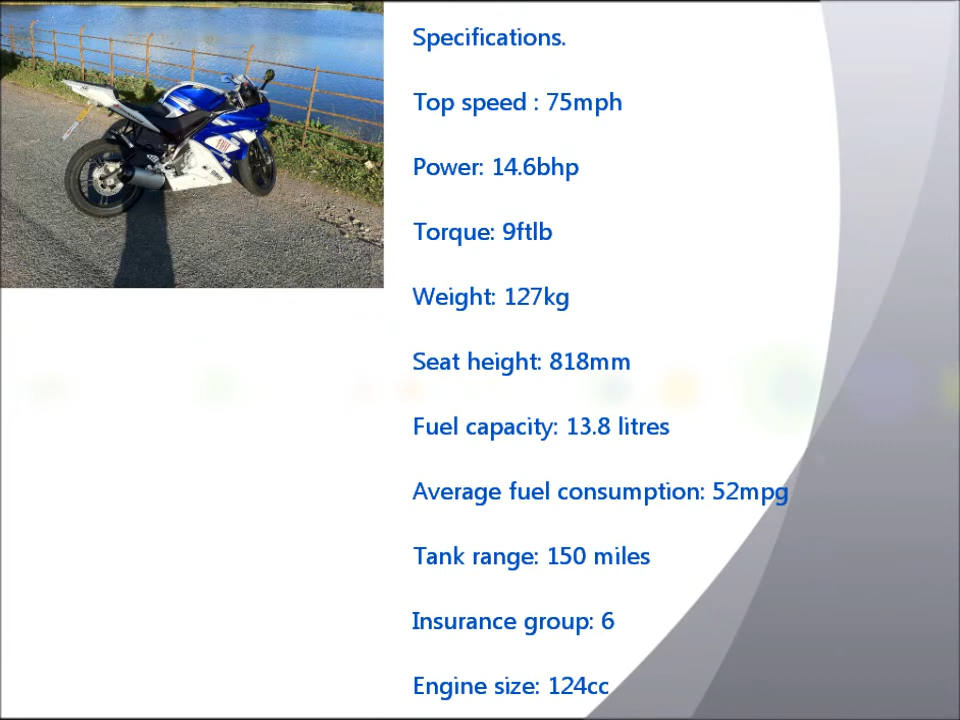 Specifications.
Top speed : 75mph
Power: 14.6bhp
Torque: 9ftlb
Weight: 127kg
Seat height: 818mm
Fuel capacity: 13.8 litres
Average fuel consumption: 52mpg
Tank range: 150 miles
Insurance group: 6
Engine size: 124cc